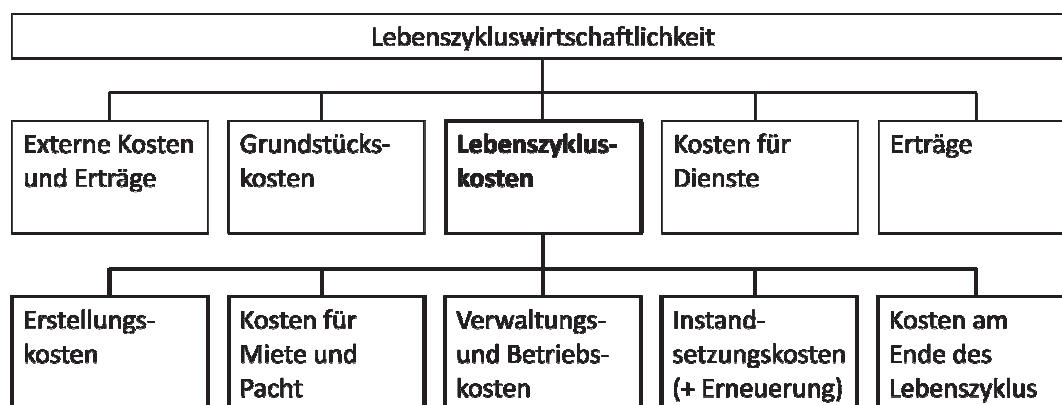 Lebenszykluswirtschaftlichkeit
Externe Kosten
und Erträge
Grundstücks-
kosten
Lebenszyklus-
kosten
Kosten für
Dienste
Erträge
Erstellungs-
kosten
Kosten für
Miete und
Pacht
Verwaltungs-
und Betriebs-
kosten
Instand-
setzungskosten
(+ Erneuerung)
Kosten am
Ende des
Lebenszyklus